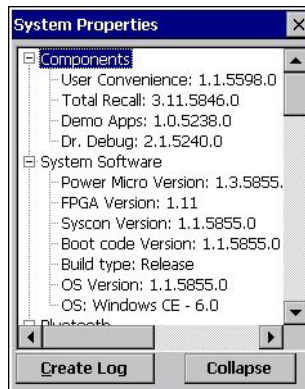 System Properties
Components
User Convenience: 1.1.5598.0
Total Recall: 3.11.5846.0
Demo Apps: 1.0.5238.0
Dr. Debug: 2.1.5240.0
System Software
Power Micro Version: 1.3.5855.
FPGA Version: 1.11
Syscon Version: 1.1.5855.0
Boot code Version: 1.1.5855.
Build type: Release
OS Version: 1.1.5855.0
OS: Windows CE - 6.0
Bluetooth
Create Log
Collapse